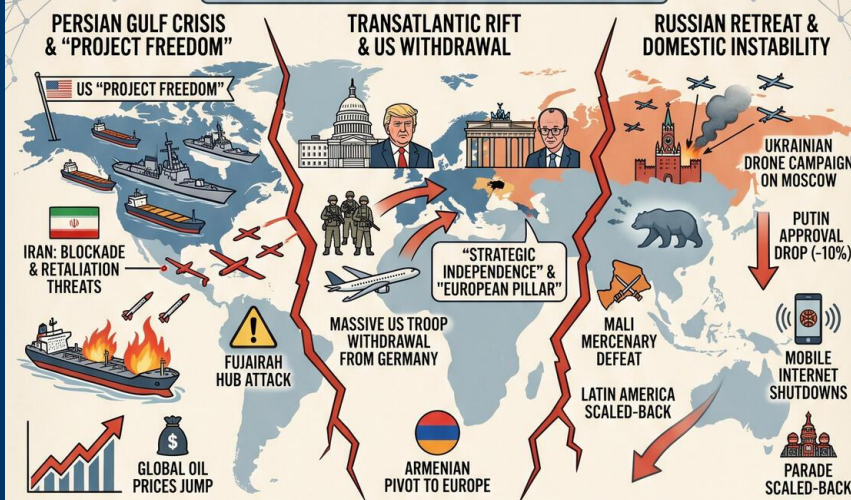 PERSIAN GULF CRISIS
& "PROJECT FREEDOM"
US "PROJECT FREEDOM"
IRAN: BLOCKADE
& RETALIATION
THREATS
FUJAIRAH
HUB ATTACK
$
GLOBAL OIL
PRICES JUMP
TRANSATLANTIC RIFT
& US WITHDRAWAL
"STRATEGIC
INDEPENDENCE" &
"EUROPEAN PILLAR"
MASSIVE US TROOP
WITHDRAWAL
FROM GERMANY
ARMENIAN
PIVOT TO EUROPE
RUSSIAN RETREAT &
DOMESTIC INSTABILITY
UKRAINIAN
DRONE CAMPAIGN
ON MOSCOW
PUTIN
APPROVAL
DROP (-10%)
MALI
MERCENARY
DEFEAT
LATIN AMERICA
SCALED-BACK
MOBILE
INTERNET
SHUTDOWNS
PARADE
SCALED-BACK